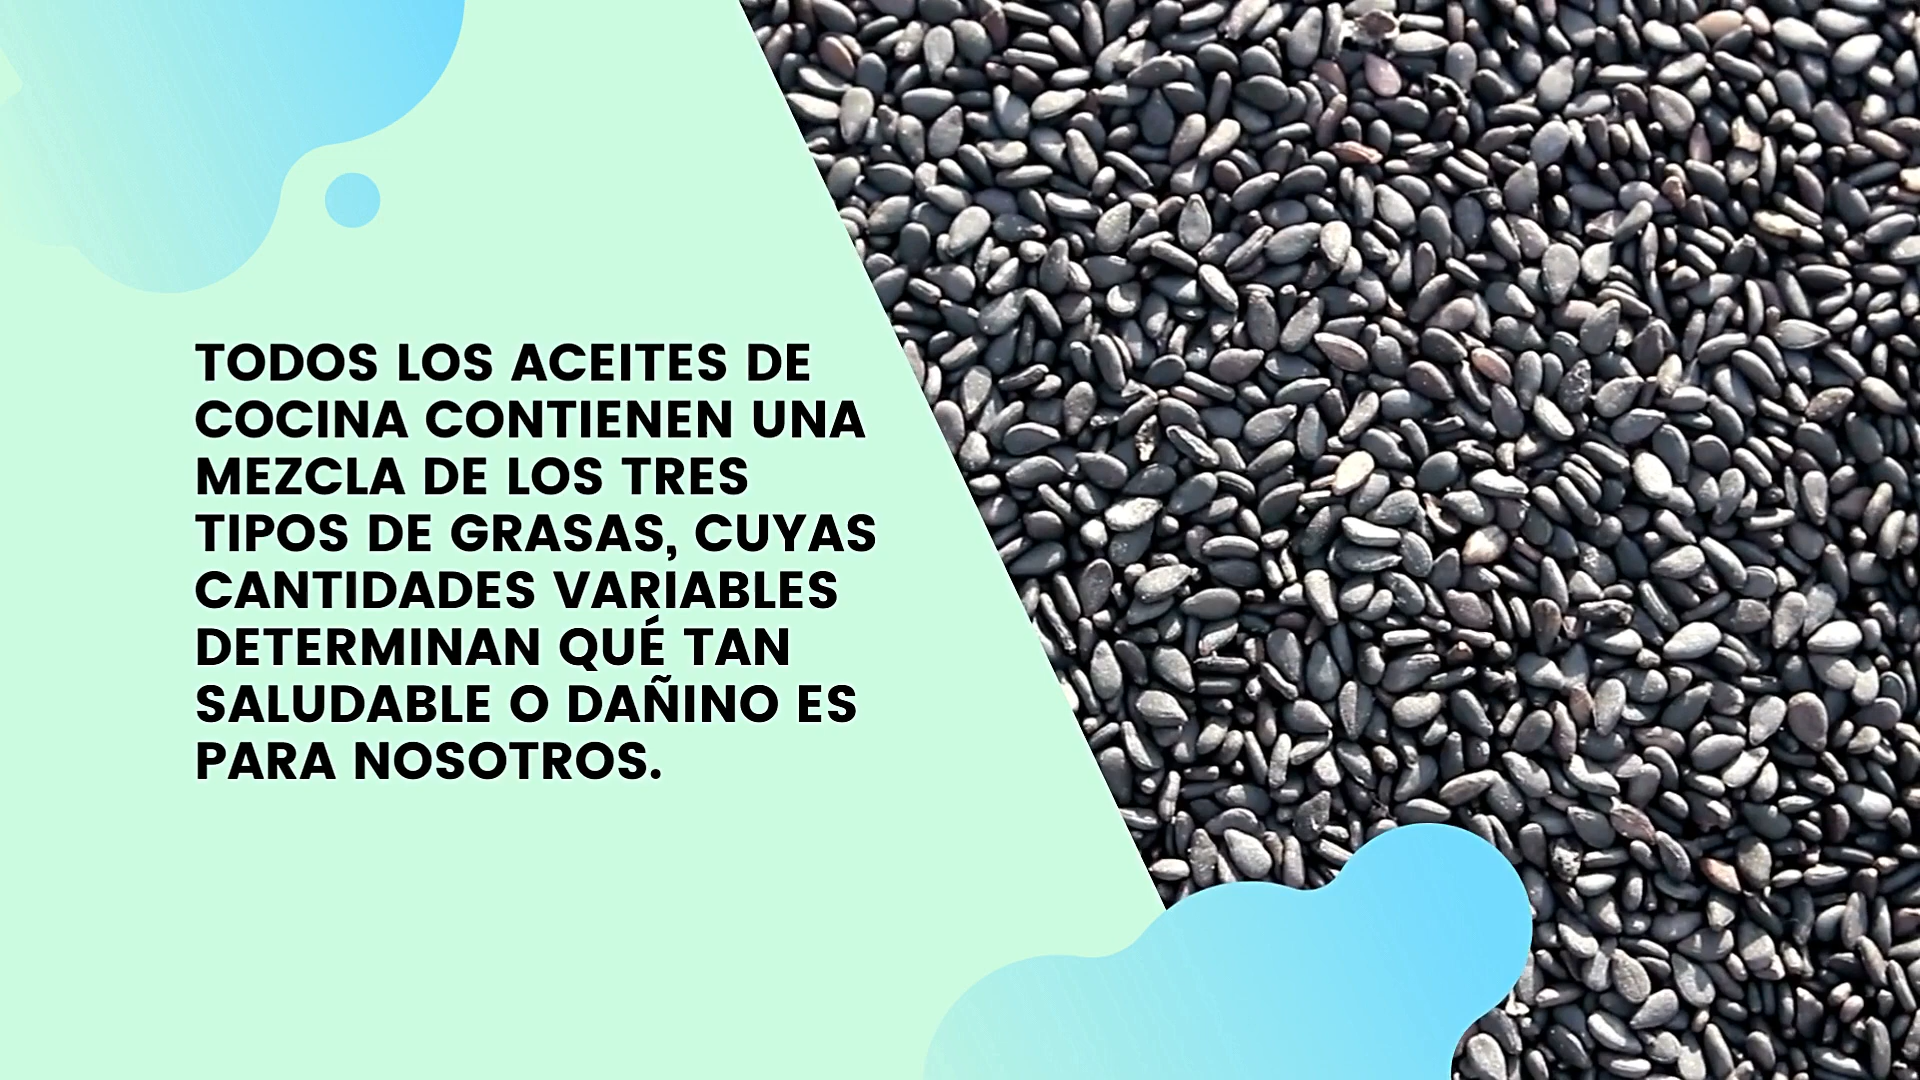 TODOS LOS ACEITES DE
COCINA CONTIENEN UNA
MEZCLA DE LOS TRES
TIPOS DE GRASAS, CUYAS
CANTIDADES VARIABLES
DETERMINAN QUÉ TAN
SALUDABLE O DAÑINO ES
PARA NOSOTROS.